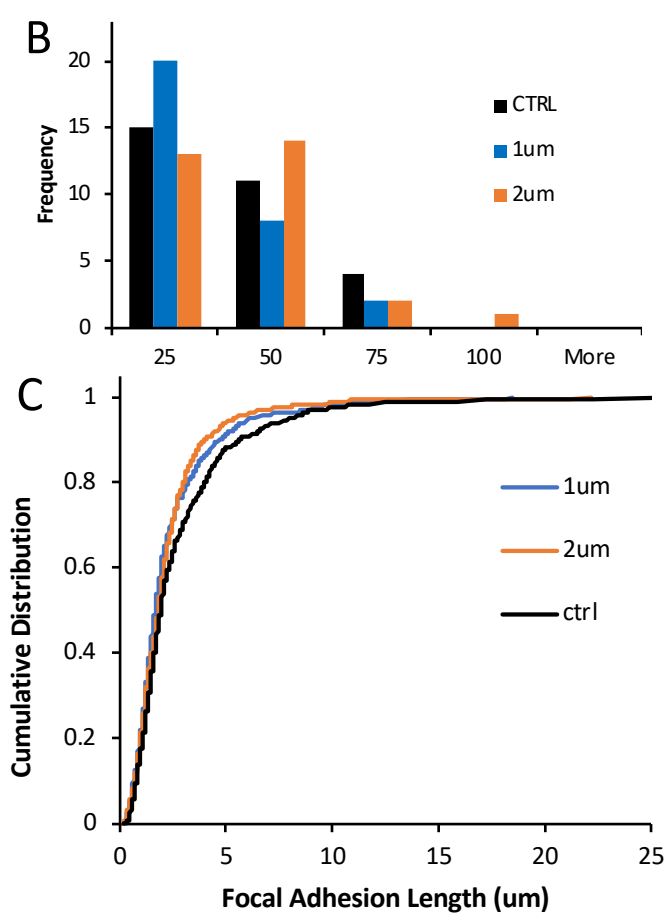 B
Frequency
20
15
10
5
0
CTRL
1um
2um
25 50 75 100 More
C
Cumulative Distribution
1
0.8
0.6
0.4
0.2
0
1um
2um
ctrl
0 5 10 15 20 25
Focal Adhesion Length (um)